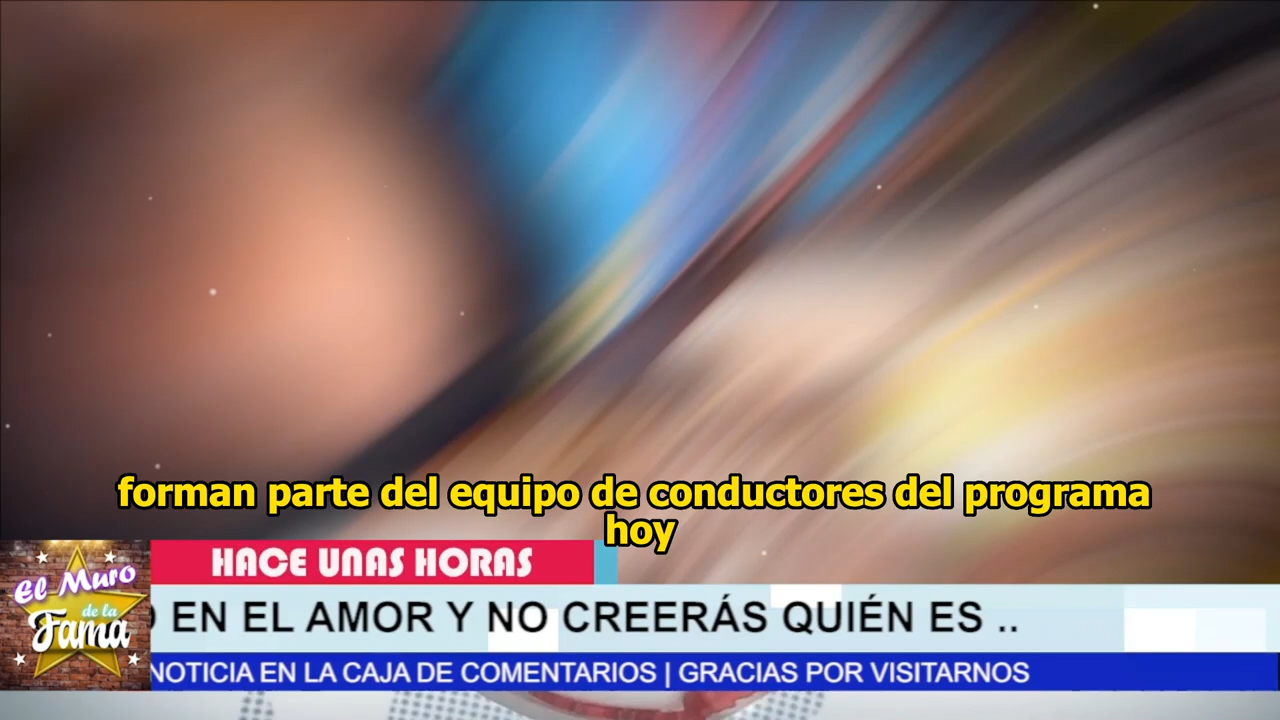 forman parte del equipo de conductores del programa
hoy
HACE UNAS HORAS
El Muro
de la
Fama
EN EL AMOR Y NO CREERÁS QUIÉN ES ..
NOTICIA EN LA CAJA DE COMENTARIOS | GRACIAS POR VISITARNOS